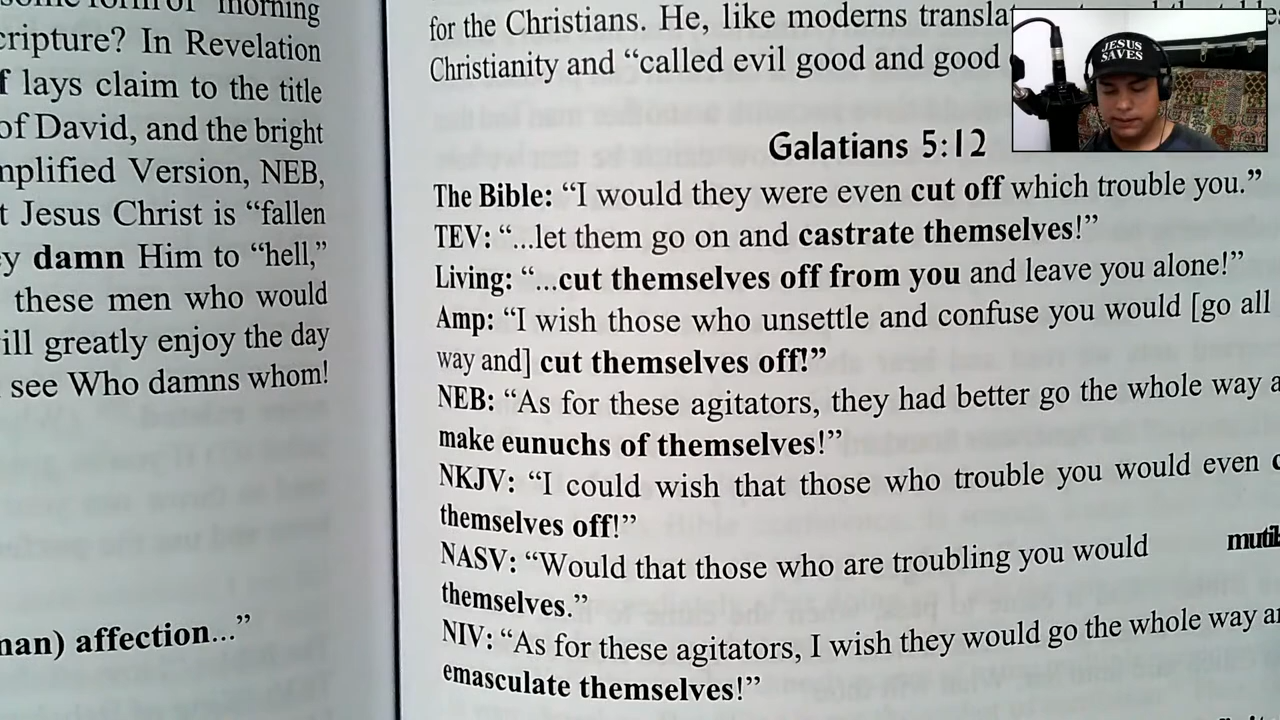 morning
cripture? In Revelation
f lays claim to the title
of David, and the bright
mplified Version, NEB,
t Jesus Christ is “fallen
y damn Him to “hell,”
these men who would
ill greatly enjoy the day
see Who damns whom!
man) affection...”
for the Christians. He, like moderns transla
Christianity and “called evil good and good
JESUS
SAVES
Galatians 5:12
The Bible: “I would they were even cut off which trouble you.”
TEV: “...let them go on and castrate themselves!”
Living: “...cut themselves off from you and leave you alone!”
Amp: “I wish those who unsettle and confuse you would [go all
way and] cut themselves off!”
NEB: “As for these agitators, they had better go the whole way a
make eunuchs of themselves!”
NKJV: “I could wish that those who trouble you would even c
themselves off!”
NASV: “Would that those who are troubling you would mutil
themselves.”
NIV: “As for these agitators, I wish they would go the whole way an
emasculate themselves!”